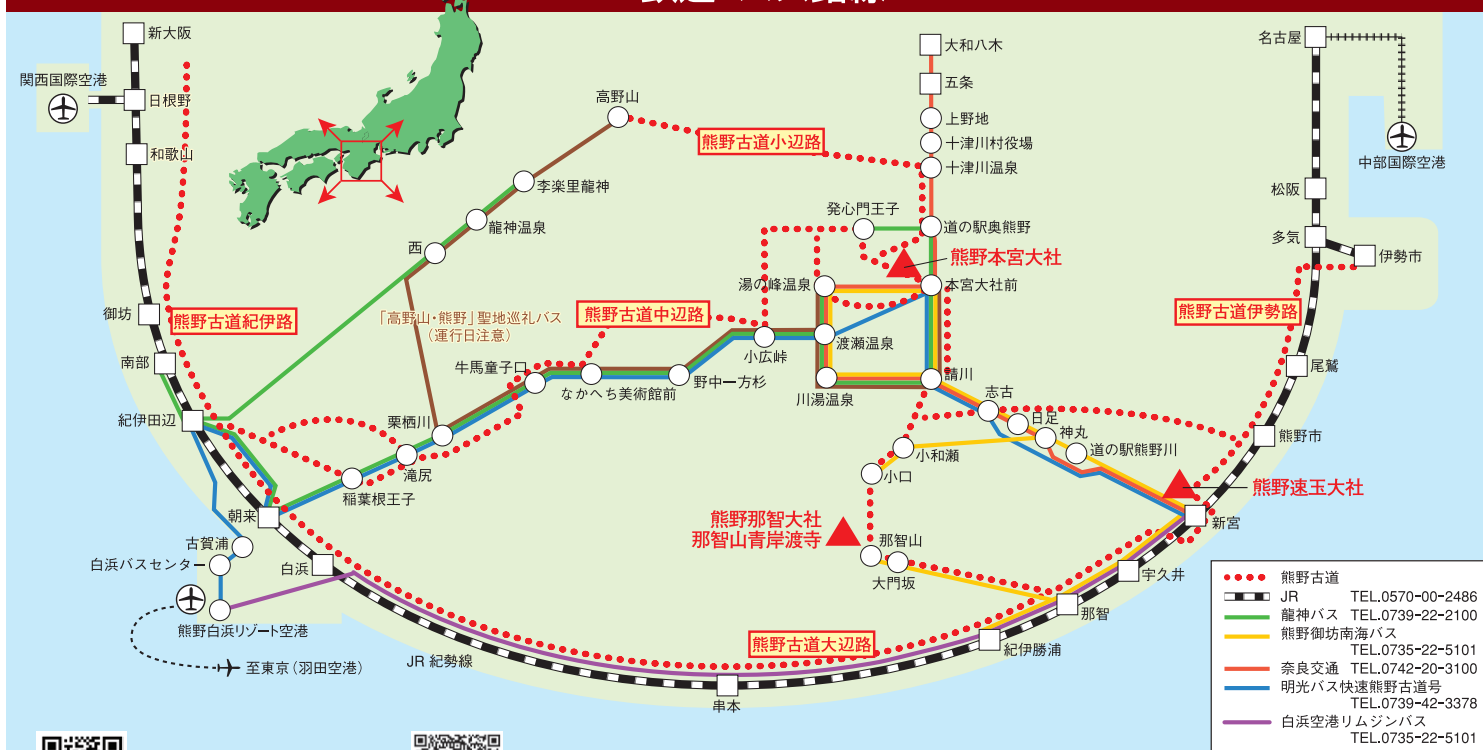 新大阪
関西国際空港
日根野
和歌山
御坊
南部
紀伊田辺
朝来
白浜
古賀浦
白浜バスセンター
熊野白浜リゾート空港
至東京(羽田空港)
JR 紀勢線
串本
紀伊勝浦
那智
宇久井
新宮
熊野市
尾鷲
多気
伊勢市
松阪
名古屋
中部国際空港
高野山
李楽里龍神
龍神温泉
西
「高野山・熊野」聖地巡礼バス
(運行日注意)
熊野古道紀伊路
熊野古道小辺路
熊野古道中辺路
熊野古道伊勢路
熊野古道大辺路
大和八木
五条
上野地
十津川村役場
十津川温泉
発心門王子
道の駅奥熊野
熊野本宮大社
本宮大社前
湯の峰温泉
渡瀬温泉
川湯温泉
請川
小広峠
野中一方杉
なかへち美術館前
牛馬童子口
栗栖川
滝尻
稲葉根王子
志古
日足
神丸
道の駅熊野川
小和瀬
小口
熊野速玉大社
熊野那智大社
那智山青岸渡寺
那智山
大門坂
熊野古道
JR TEL.0570-00-2486
龍神バス TEL.0739-22-2100
熊野御坊南海バス
TEL.0735-22-5101
奈良交通 TEL.0742-20-3100
明光バス快速熊野古道号
TEL.0739-42-3378
白浜空港リムジンバス
TEL.0735-22-5101